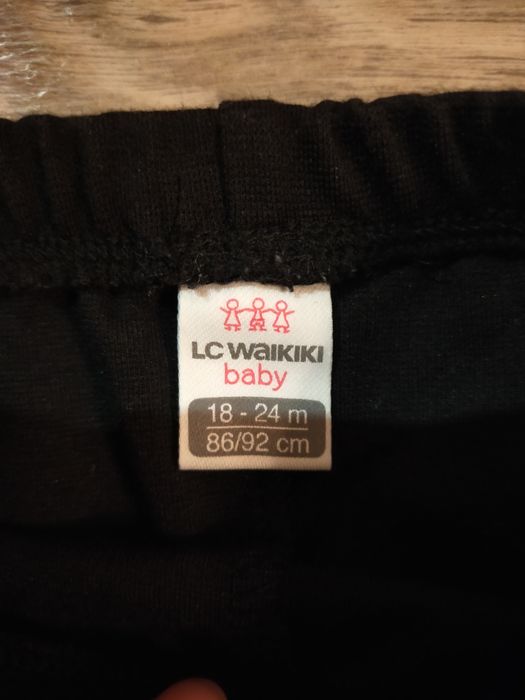 LC WAIKIKI
baby
18 - 24 m
86/92 cm